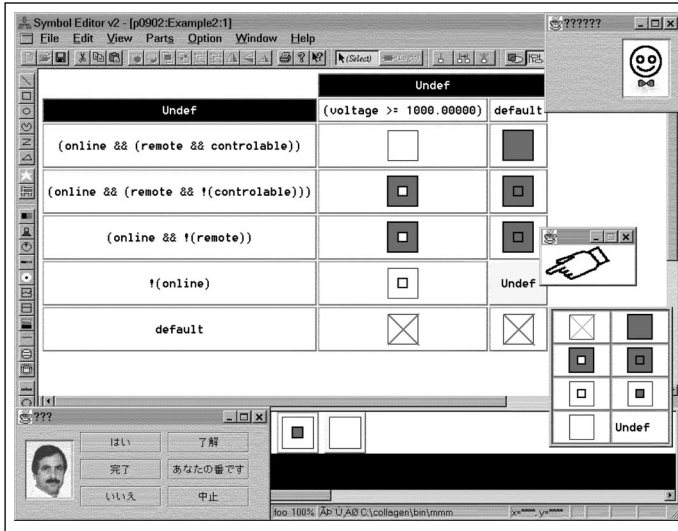 Symbol Editor v2 - [p0902:Example2:1]
??????
File Edit View Parts Option Window Help
(Select)
Undef
Undef
(voltage >= 1000.00000) default
(online && (remote && controlable))
(online && (remote && !(controlable)))
(online && !(remote))
!(online) Undef
default
Undef
???
はい 了解
完了 あなたの番です
いいえ 中止
foo 100% C:\collagen\bin\mmm x=****, y=****